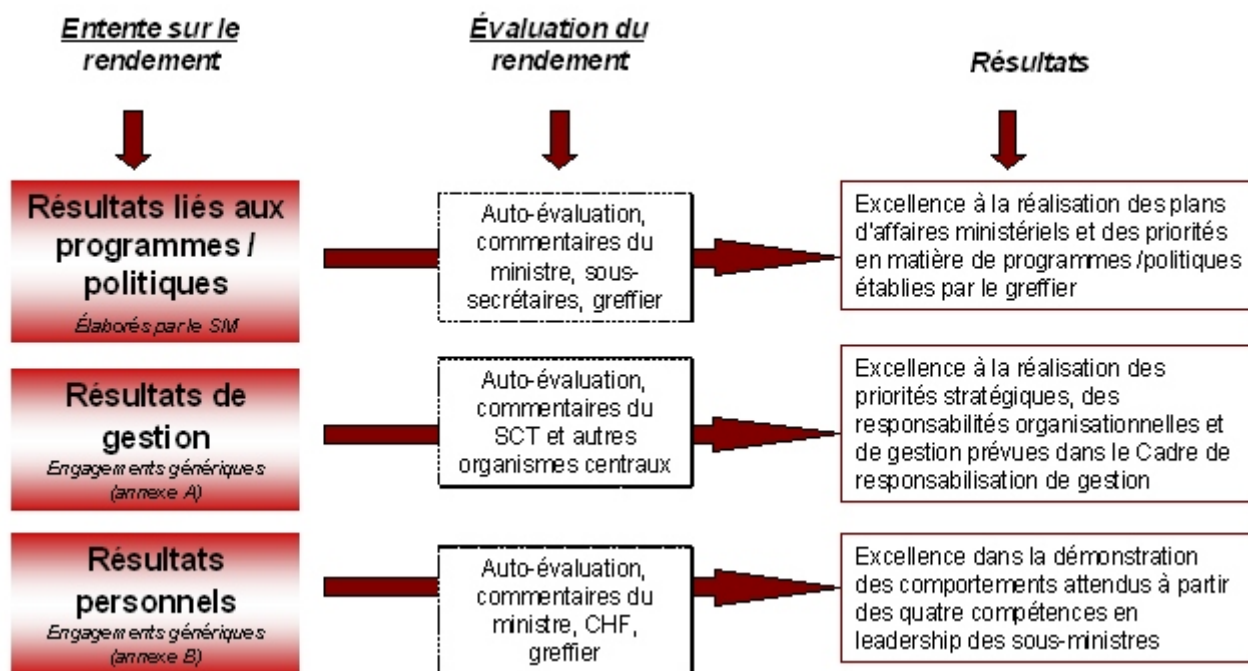 Entente sur le
rendement
Évaluation du
rendement
Résultats
Résultats liés aux
programmes /
politiques
Élaborés par le SM
Auto-évaluation,
commentaires du
ministre, sous-
secrétaires, greffier
Excellence à la réalisation des plans
d'affaires ministériels et des priorités
en matière de programmes /politiques
établies par le greffier
Résultats de
gestion
Engagements génériques
(annexe A)
Auto-évaluation,
commentaires du
SCT et autres
organismes centraux
Excellence à la réalisation des
priorités stratégiques, des
responsabilités organisationnelles et
de gestion prévues dans le Cadre de
responsabilisation de gestion
Résultats
personnels
Engagements génériques
(annexe B)
Auto-évaluation,
commentaires du
ministre, CHF,
greffier
Excellence dans la démonstration
des comportements attendus à partir
des quatre compétences en
leadership des sous-ministres